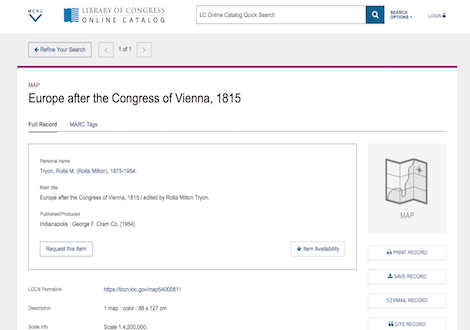 MENU
LIBRARY OF CONGRESS
ONLINE CATALOG
LC Online Catalog Quick Search
SEARCH
OPTIONS
LOGIN
Refine Your Search
1 of 1
MAP
Europe after the Congress of Vienna, 1815
Full Record
MARC Tags
Personal name
Tryon, Rolla M. (Rolla Milton), 1875-1954.
Main title
Europe after the Congress of Vienna, 1815 / edited by Rolla Milton Tryon.
Published/Produced
Indianapolis : George F. Cram Co, [1954]
Request this Item
Item Availability
MAP
PRINT RECORD
SAVE RECORD
EMAIL RECORD
CITE RECORD
LCCN Permalink
https://lccn.loc.gov/map54000811
Description
1 map : color ; 88 x 127 cm
Scale Info
Scale 1:4,200,000.